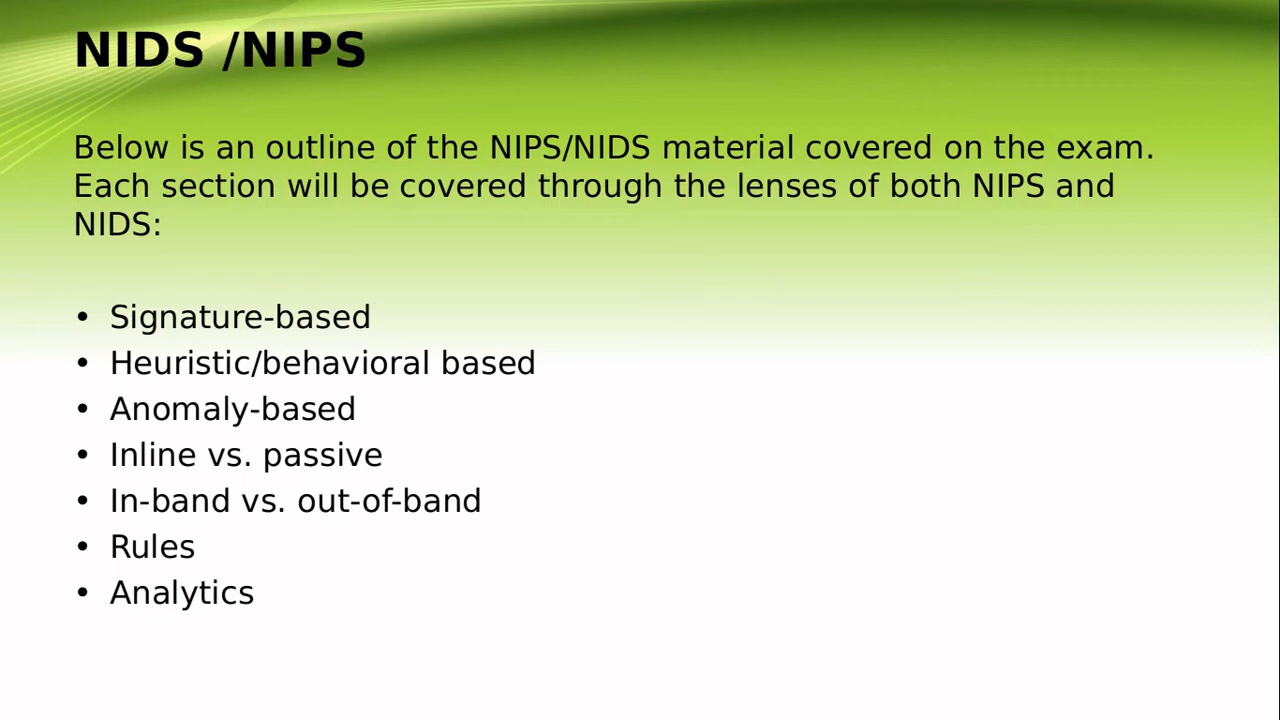 NIDS /NIPS
Below is an outline of the NIPS/NIDS material covered on the exam.
Each section will be covered through the lenses of both NIPS and
NIDS:
• Signature-based
• Heuristic/behavioral based
• Anomaly-based
• Inline vs. passive
• In-band vs. out-of-band
• Rules
• Analytics